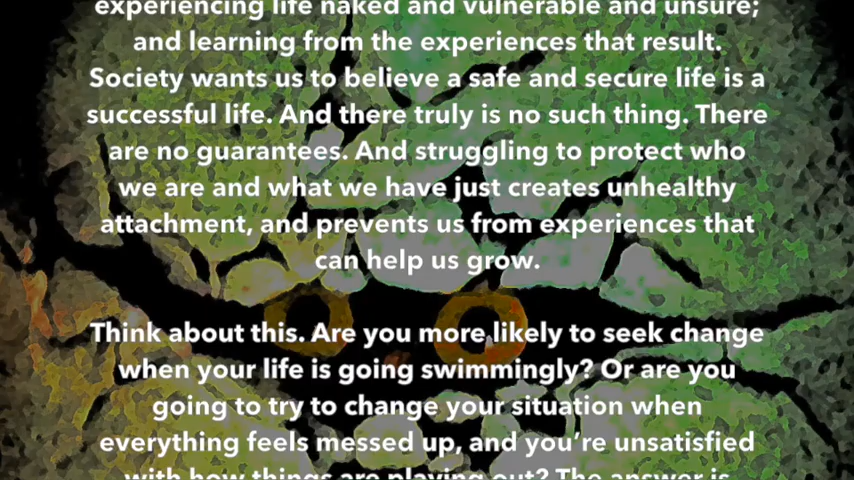 experiencing life naked and vulnerable and unsure;
and learning from the experiences that result.
Society wants us to believe a safe and secure life is a
successful life. And there truly is no such thing. There
are no guarantees. And struggling to protect who
we are and what we have just creates unhealthy
attachment, and prevents us from experiences that
can help us grow.
Think about this. Are you more likely to seek change
when your life is going swimmingly? Or are you
going to try to change your situation when
everything feels messed up, and you’re unsatisfied
with how things are playing out? The answer is